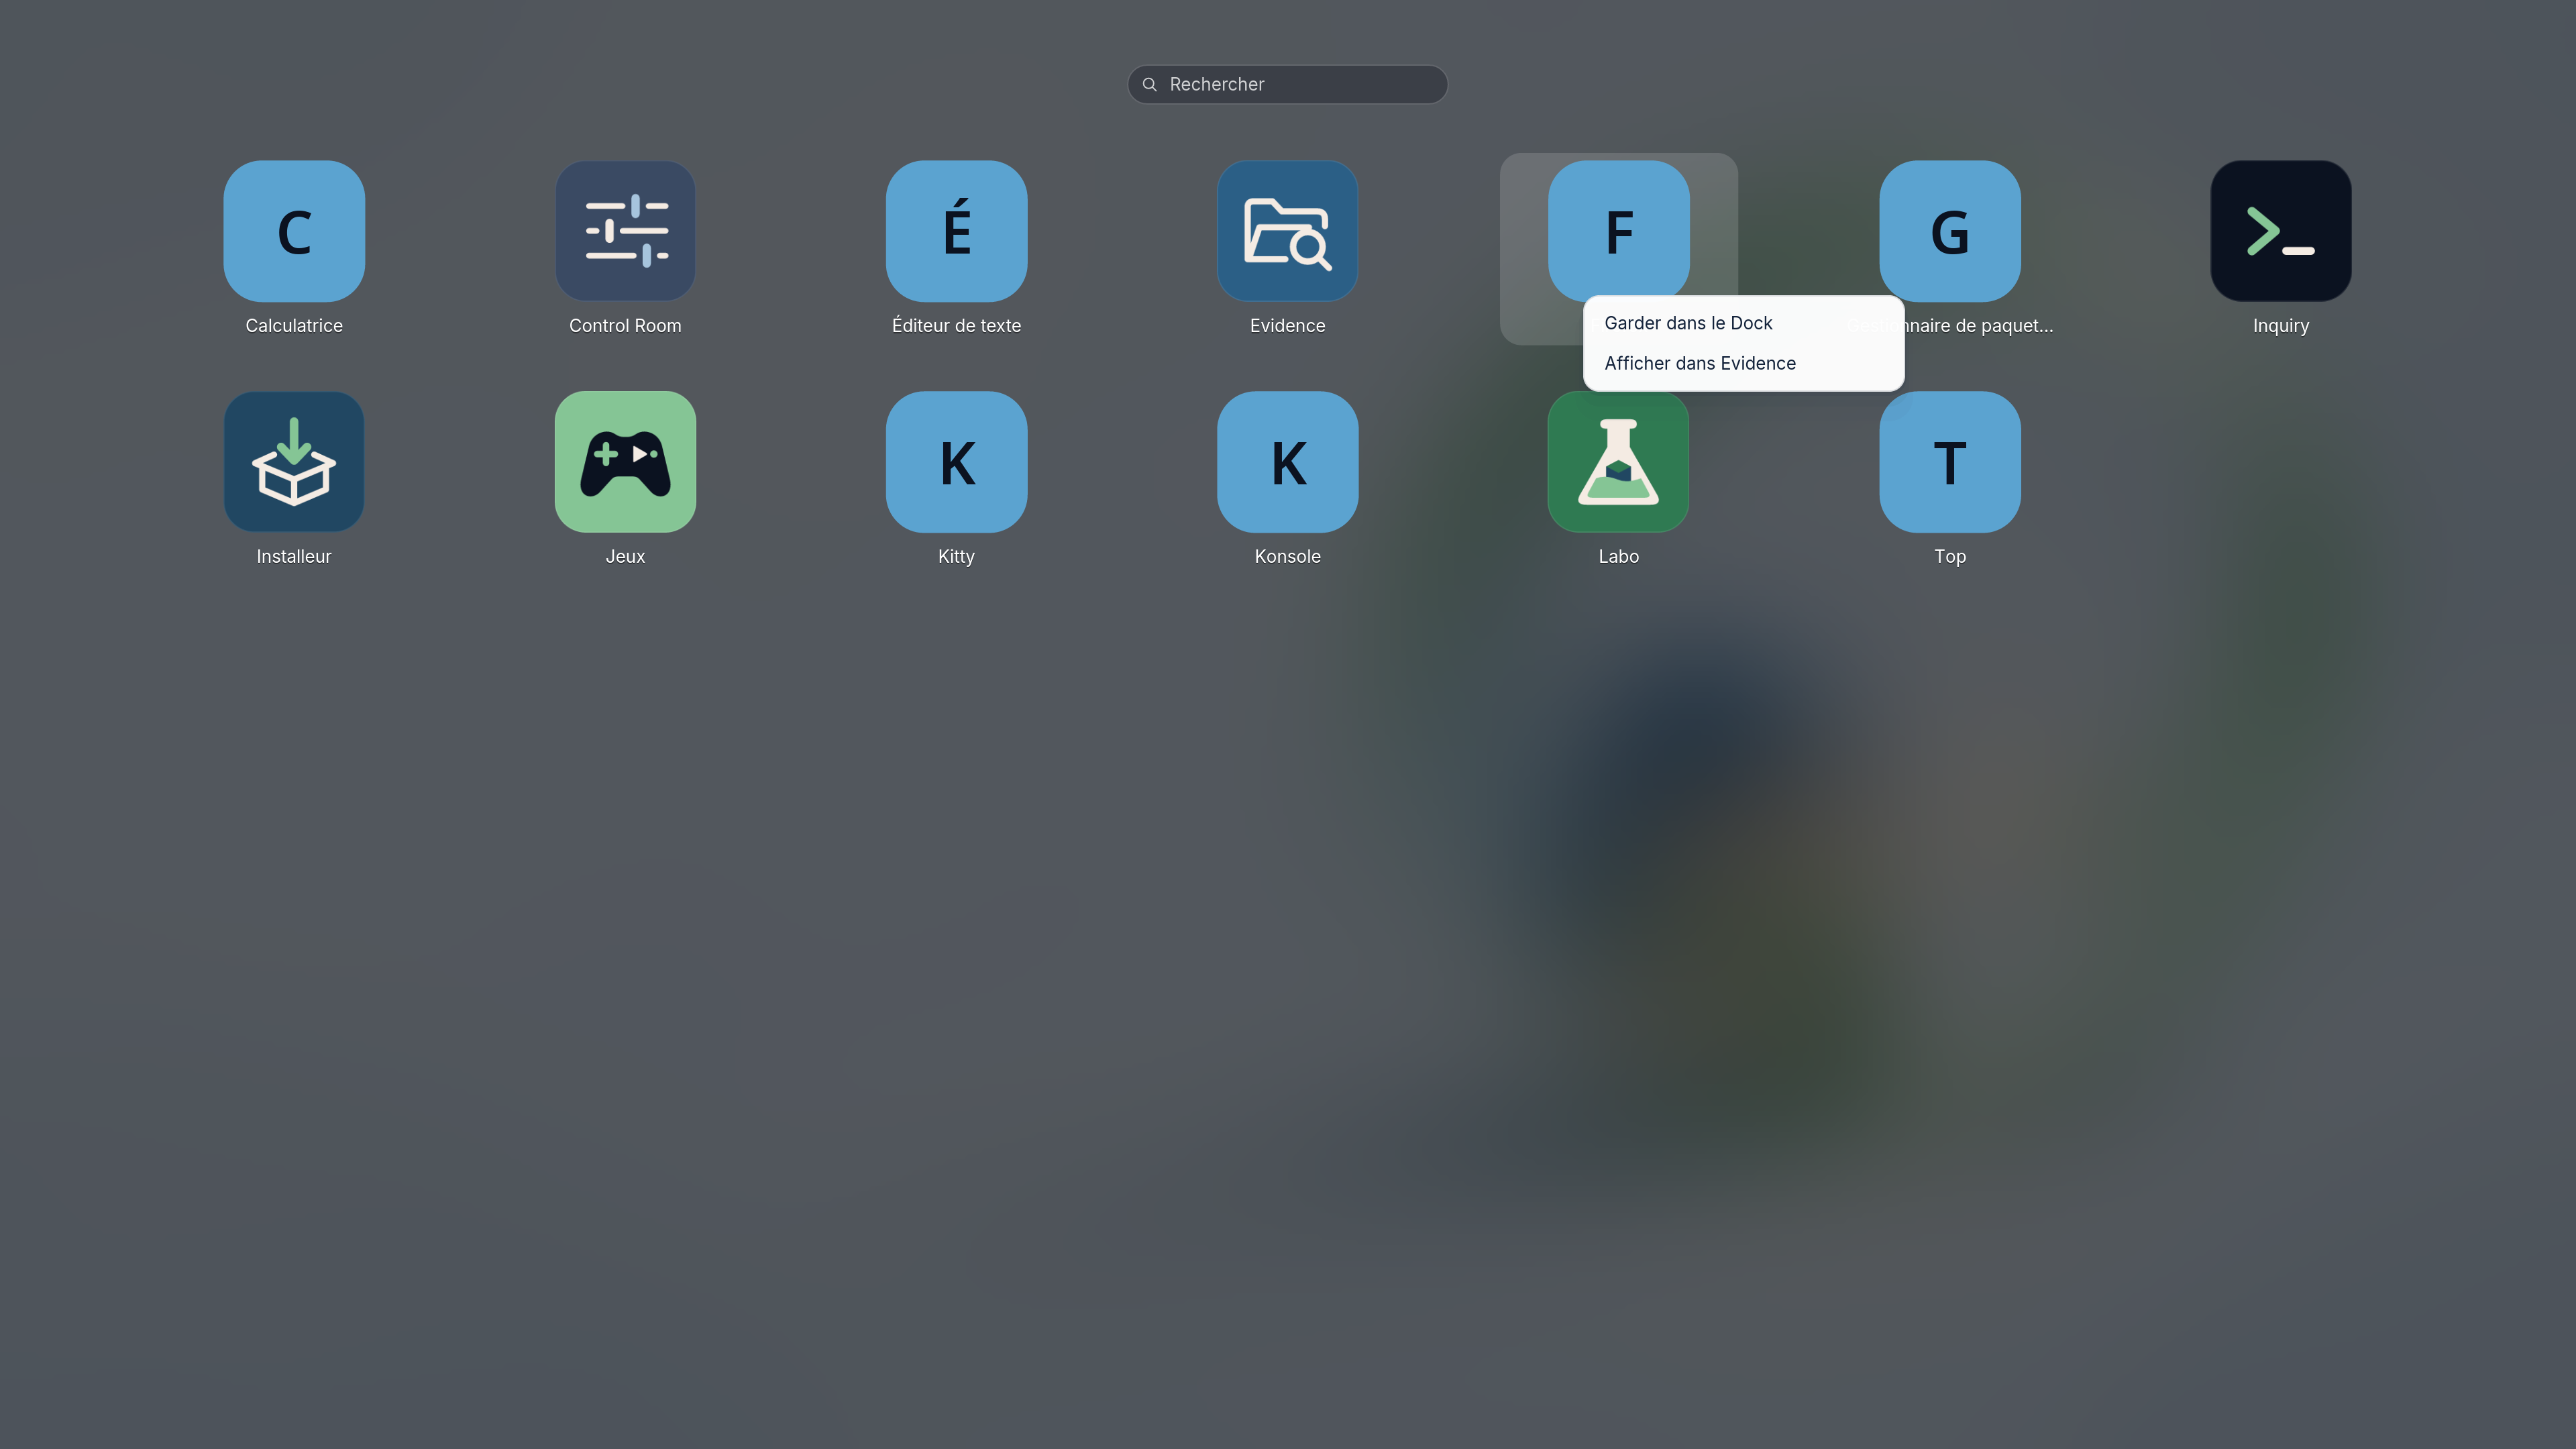 Rechercher
C
É
F
G
Calculatrice
Control Room
Éditeur de texte
Evidence
nnaire de paquet...
Inquiry
Garder dans le Dock
Afficher dans Evidence
K
K
T
Installeur
Jeux
Kitty
Konsole
Labo
Top